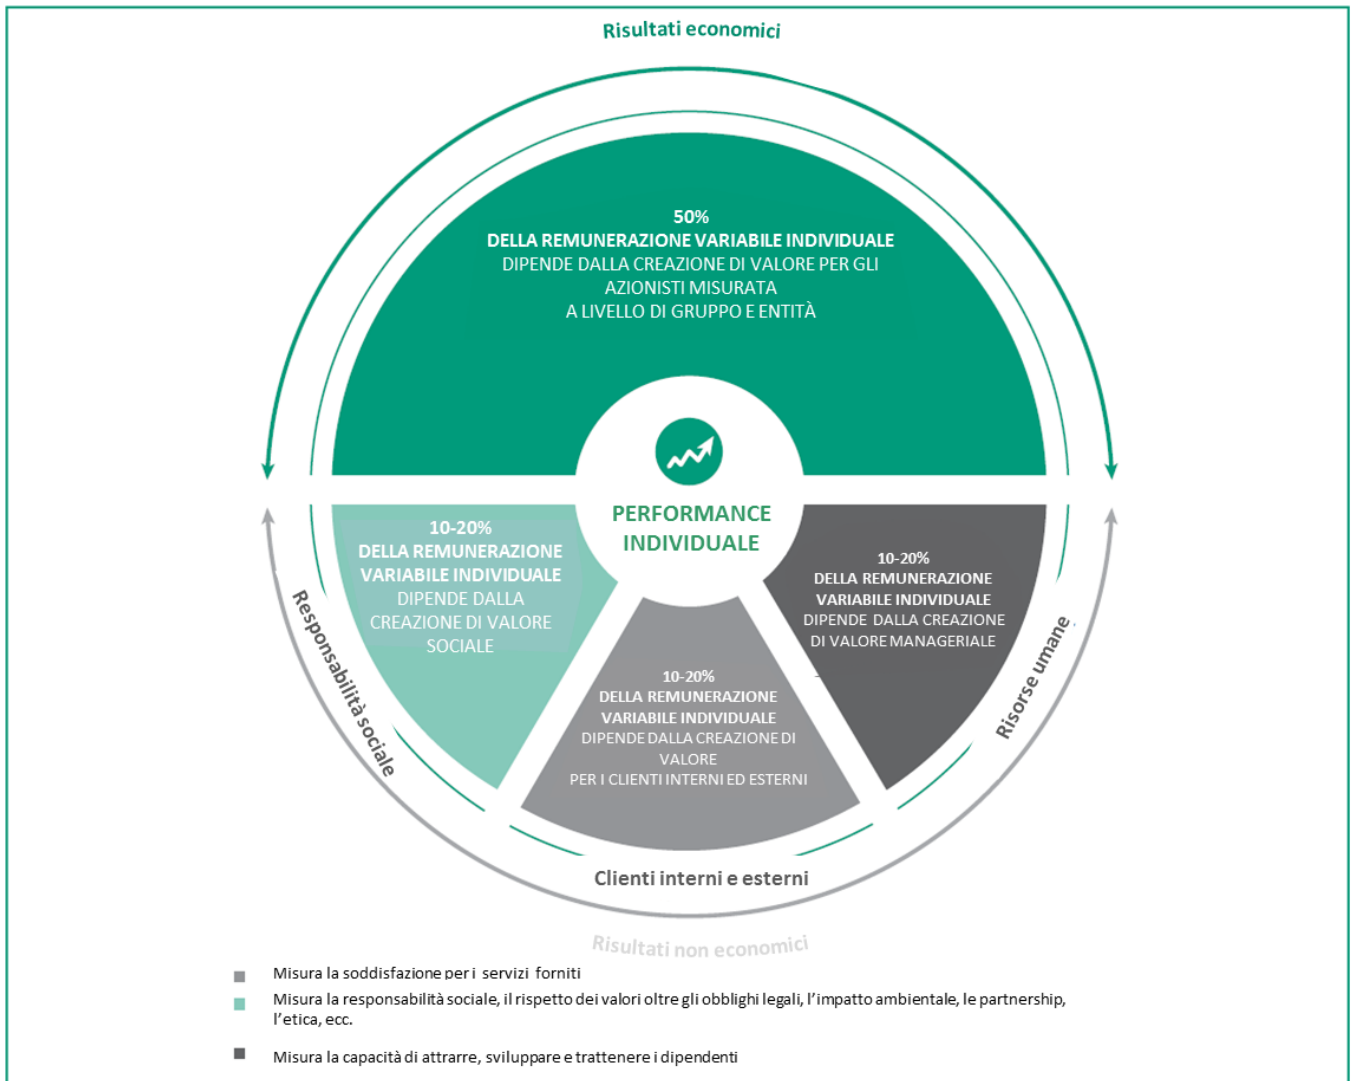 Risultati economici
50%
DELLA REMUNERAZIONE VARIABILE INDIVIDUALE
DIPENDE DALLA CREAZIONE DI VALORE PER GLI
AZIONISTI MISURATA
A LIVELLO DI GRUPPO E ENTITÀ
PERFORMANCE
INDIVIDUALE
10-20%
DELLA REMUNERAZIONE
VARIABILE INDIVIDUALE
DIPENDE DALLA
CREAZIONE DI VALORE
SOCIALE
10-20%
DELLA REMUNERAZIONE
VARIABILE INDIVIDUALE
DIPENDE DALLA CREAZIONE DI
VALORE
PER I CLIENTI INTERNI ED ESTERNI
10-20%
DELLA REMUNERAZIONE
VARIABILE INDIVIDUALE
DIPENDE DALLA CREAZIONE
DI VALORE MANAGERIALE
Responsabilità sociale
Clienti interni e esterni
Risorse umane
Risultati non economici
Misura la soddisfazione per i servizi forniti
Misura la responsabilità sociale, il rispetto dei valori oltre gli obblighi legali, l'impatto ambientale, le partnership,
l'etica, ecc.
Misura la capacità di attrarre, sviluppare e trattenere i dipendenti